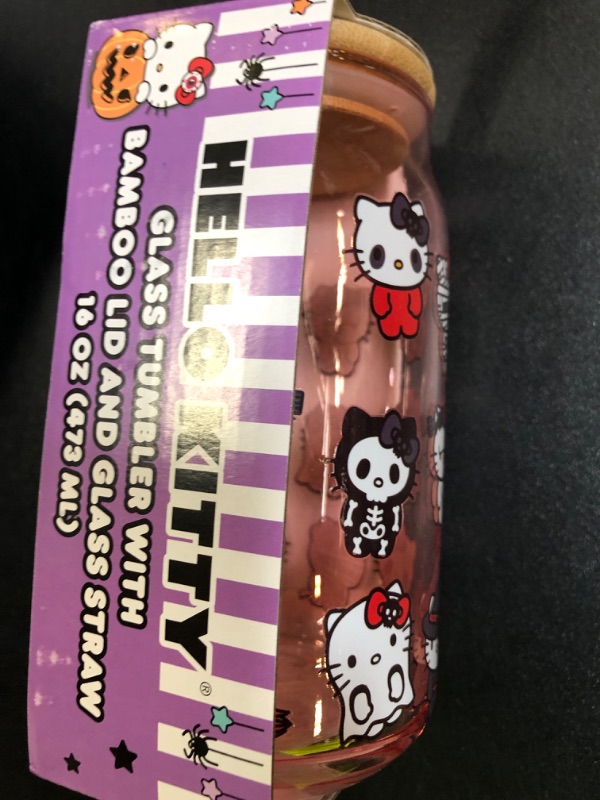 HELLO KITTY®
GLASS TUMBLER WITH
BAMBOO LID AND GLASS STRAW
16 OZ (473 ML)